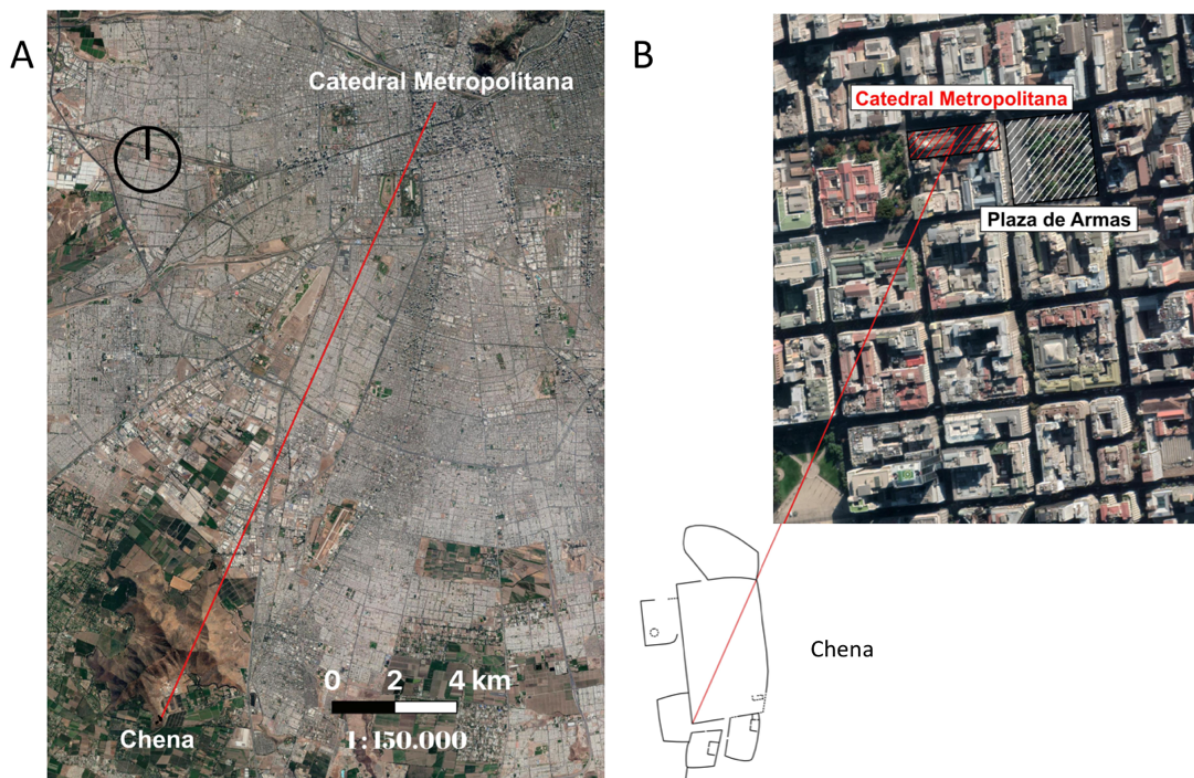 A
Catedral Metropolitana
Chena
0 2 4 km
1:150.000
B
Catedral Metropolitana
Plaza de Armas
Chena